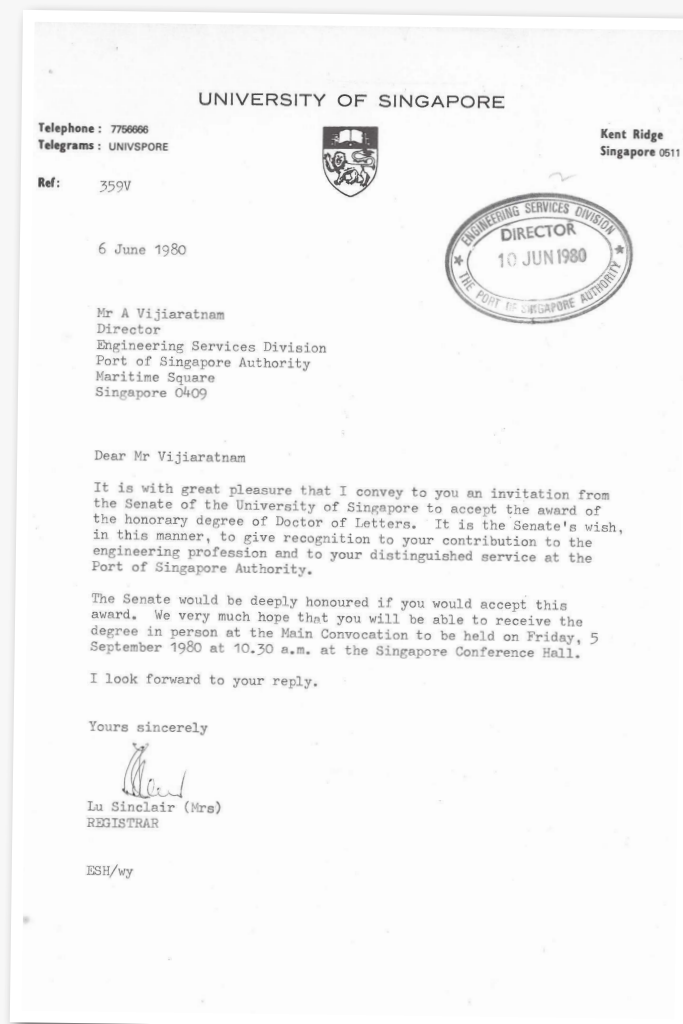 UNIVERSITY OF SINGAPORE
Telephone : 7756666
Telegrams : UNIVSPORE
Kent Ridge
Singapore 0511
Ref: 359V
6 June 1980
ENGINEERING SERVICES DIVISION
DIRECTOR
10 JUN 1980
★ THE PORT OF SINGAPORE AUTHORITY ★
Mr A Vijiaratnam
Director
Engineering Services Division
Port of Singapore Authority
Maritime Square
Singapore 0409
Dear Mr Vijiaratnam
It is with great pleasure that I convey to you an invitation from
the Senate of the University of Singapore to accept the award of
the honorary degree of Doctor of Letters. It is the Senate's wish,
in this manner, to give recognition to your contribution to the
engineering profession and to your distinguished service at the
Port of Singapore Authority.
The Senate would be deeply honoured if you would accept this
award. We very much hope that you will be able to receive the
degree in person at the Main Convocation to be held on Friday, 5
September 1980 at 10.30 a.m. at the Singapore Conference Hall.
I look forward to your reply.
Yours sincerely
Lu Sinclair (Mrs)
REGISTRAR
ESH/wy